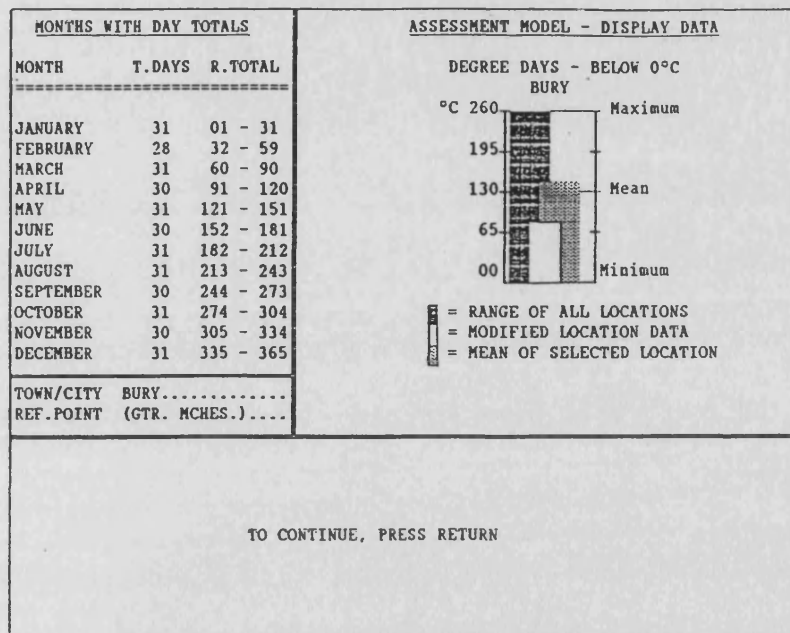 MONTHS WITH DAY TOTALS
MONTH T.DAYS R.TOTAL
============================
JANUARY 31 01 - 31
FEBRUARY 28 32 - 59
MARCH 31 60 - 90
APRIL 30 91 - 120
MAY 31 121 - 151
JUNE 30 152 - 181
JULY 31 182 - 212
AUGUST 31 213 - 243
SEPTEMBER 30 244 - 273
OCTOBER 31 274 - 304
NOVEMBER 30 305 - 334
DECEMBER 31 335 - 365
TOWN/CITY BURY.............
REF.POINT (GTR. MCHES.)....
ASSESSMENT MODEL - DISPLAY DATA
DEGREE DAYS - BELOW 0°C
BURY
°C 260 Maximum
195
130 Mean
65
00 Minimum
= RANGE OF ALL LOCATIONS
= MODIFIED LOCATION DATA
= MEAN OF SELECTED LOCATION
TO CONTINUE, PRESS RETURN